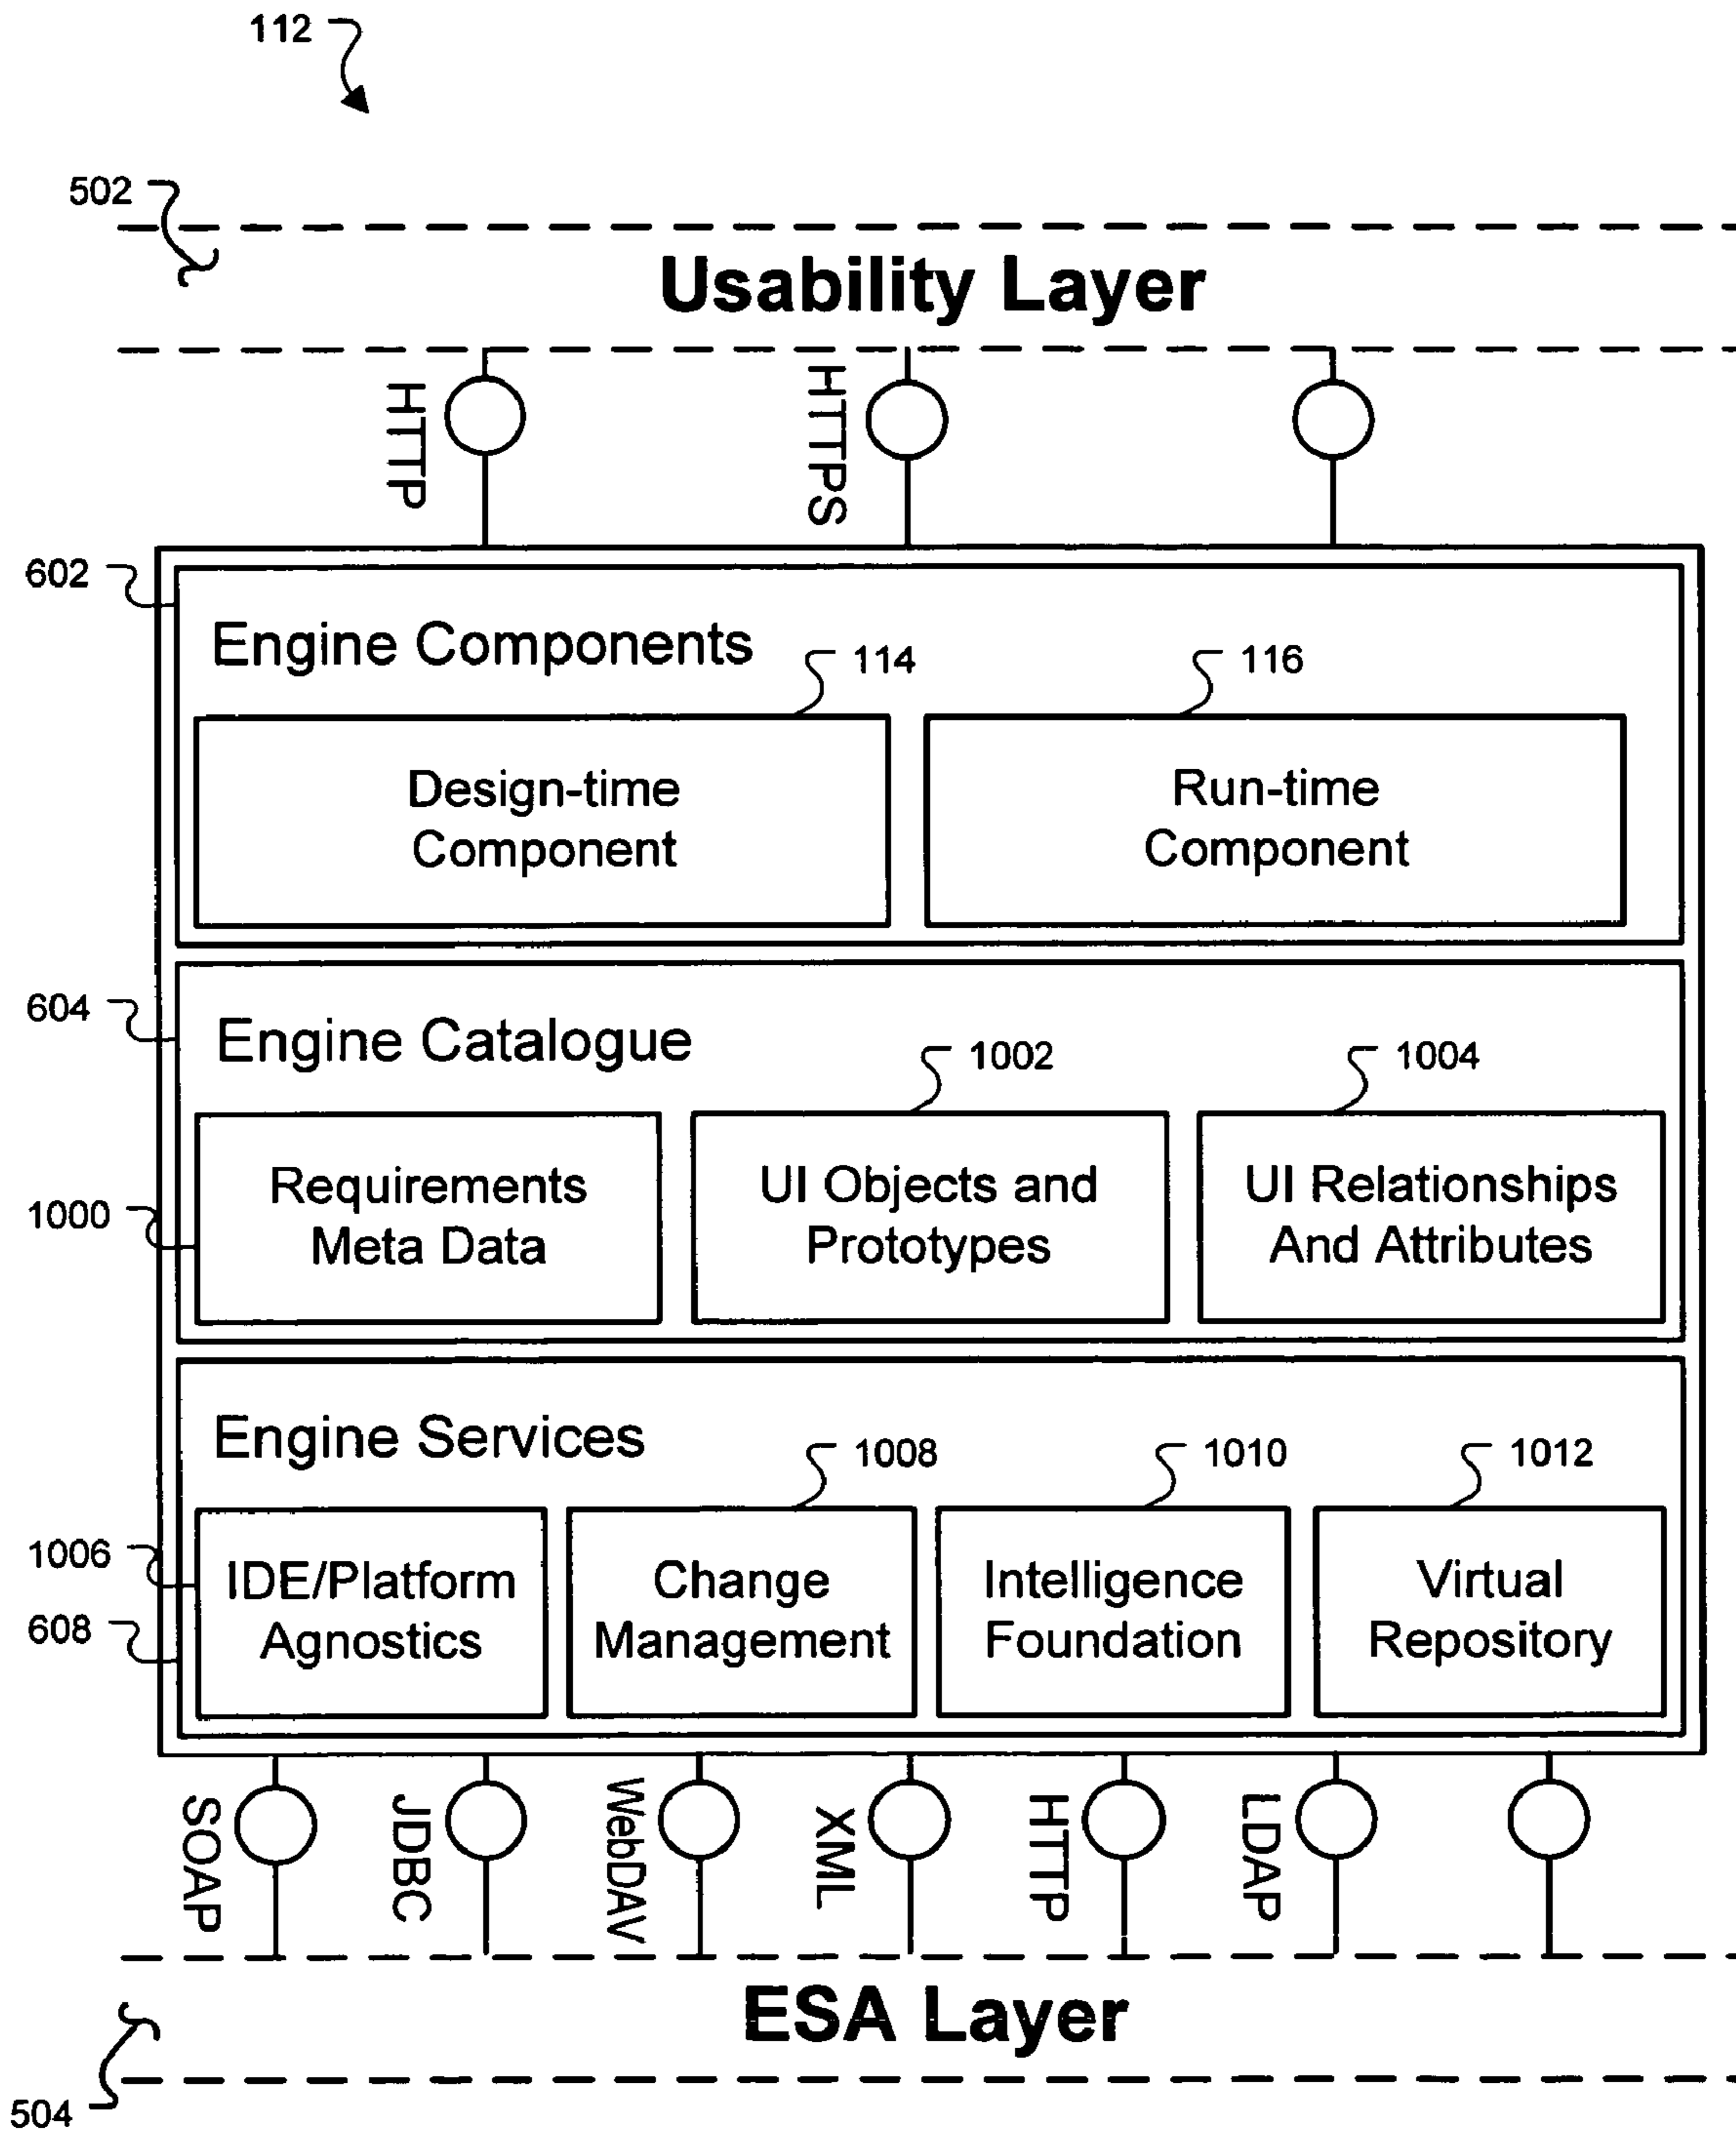 112
502
Usability Layer
HTTP
HTTPS
602
Engine Components
114
116
Design-time
Component
Run-time
Component
604
Engine Catalogue
1002
1004
1000
Requirements
Meta Data
UI Objects and
Prototypes
UI Relationships
And Attributes
Engine Services
1008
1010
1012
1006
608
IDE/Platform
Agnostics
Change
Management
Intelligence
Foundation
Virtual
Repository
SOAP
JDBC
WebDAV
XML
HTTP
LDAP
ESA Layer
504